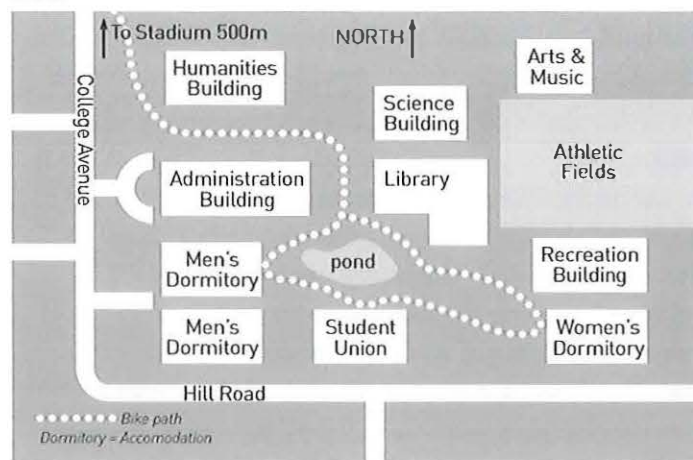 To Stadium 500m
NORTH
Humanities
Building
Arts &
Music
College Avenue
Science
Building
Athletic
Fields
Administration
Building
Library
Men's
Dormitory
pond
Recreation
Building
Men's
Dormitory
Student
Union
Women's
Dormitory
Hill Road
Bike path
Dormitory = Accomodation